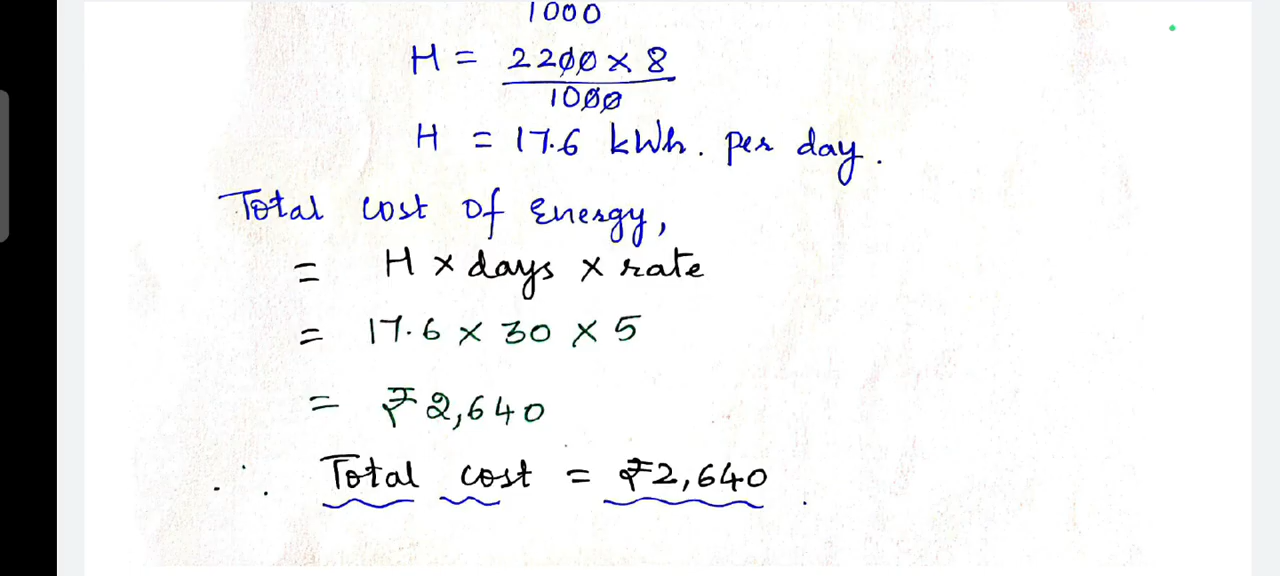 1000
H = 2200 × 8
1000
H = 17.6 kWh. per day.
Total cost of Energy,
= H × days × rate
= 17.6 × 30 × 5
= ₹2,640
∴ Total cost = ₹2,640.